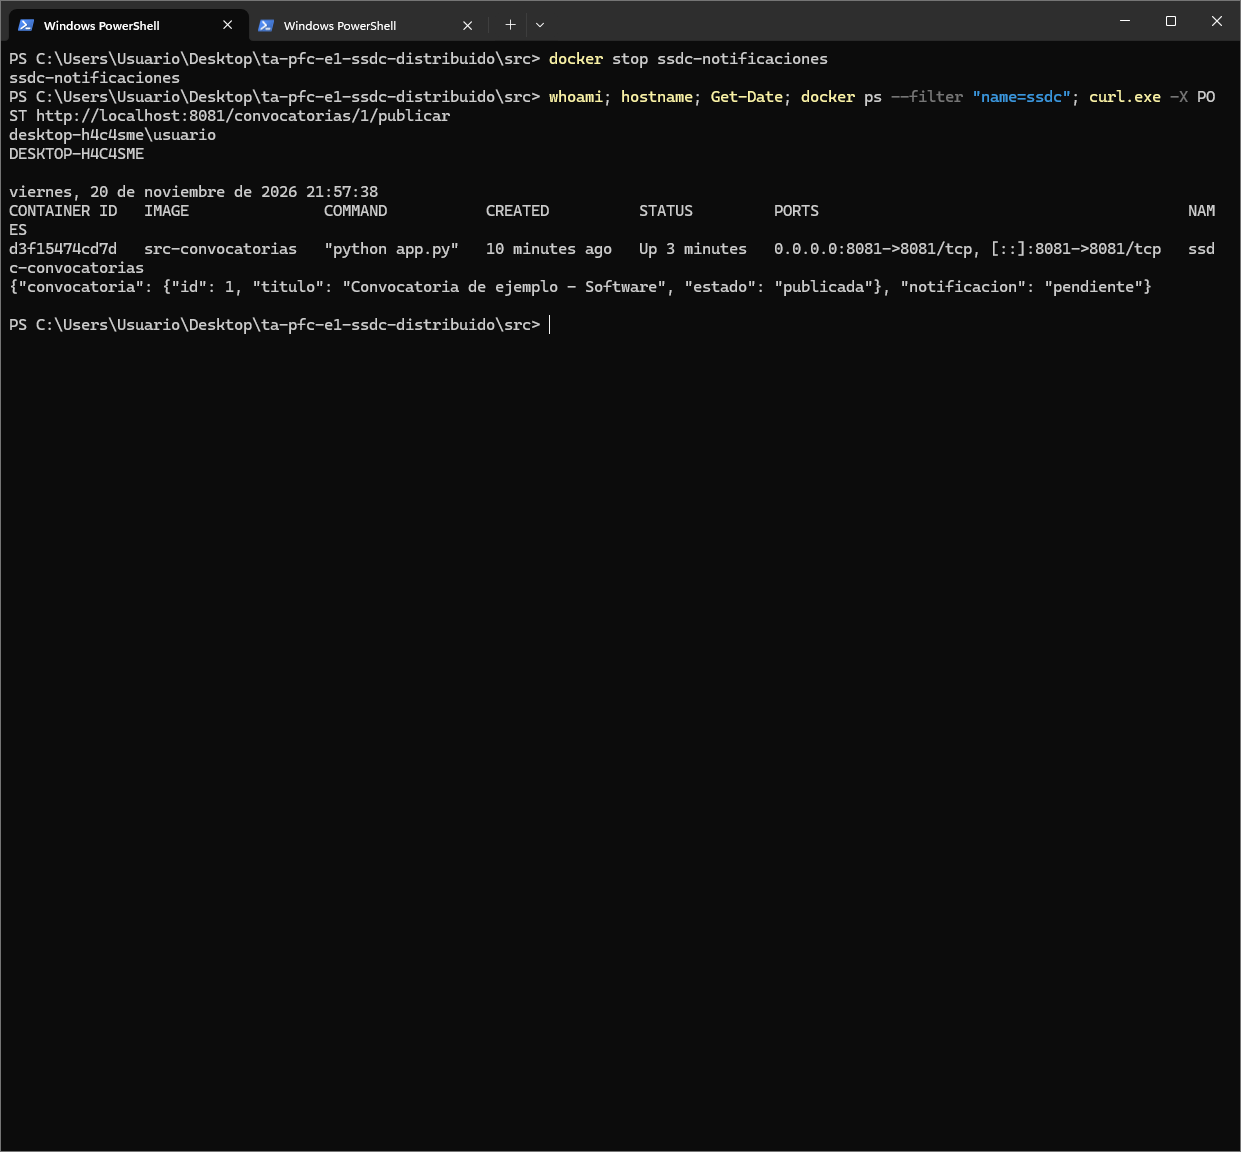 Windows PowerShell
Windows PowerShell
PS C:\Users\Usuario\Desktop\ta-pfc-e1-ssdc-distribuido\src> docker stop ssdc-notificaciones
ssdc-notificaciones
PS C:\Users\Usuario\Desktop\ta-pfc-e1-ssdc-distribuido\src> whoami; hostname; Get-Date; docker ps --filter "name=ssdc"; curl.exe -X PO
ST http://localhost:8081/convocatorias/1/publicar
desktop-h4c4sme\usuario
DESKTOP-H4C4SME
viernes, 20 de noviembre de 2026 21:57:38
CONTAINER ID   IMAGE               COMMAND           CREATED          STATUS         PORTS                                         NAM
ES
d3f15474cd7d   src-convocatorias   "python app.py"   10 minutes ago   Up 3 minutes   0.0.0.0:8081->8081/tcp, [::]:8081->8081/tcp   ssd
c-convocatorias
{"convocatoria": {"id": 1, "titulo": "Convocatoria de ejemplo - Software", "estado": "publicada"}, "notificacion": "pendiente"}
PS C:\Users\Usuario\Desktop\ta-pfc-e1-ssdc-distribuido\src>